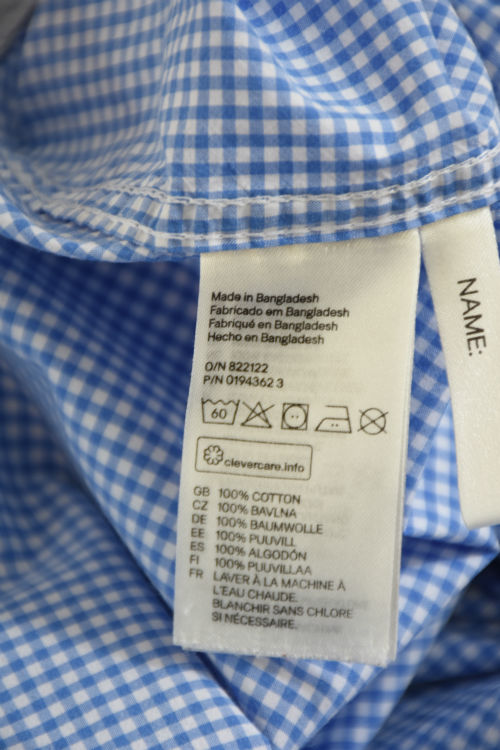 Made in Bangladesh
Fabricado em Bangladesh
Fabriqué en Bangladesh
Hecho en Bangladesh
O/N 822122
P/N 0194362 3
60
clevercare.info
GB 100% COTTON
CZ 100% BAVLNA
DE 100% BAUMWOLLE
EE 100% PUUVILL
ES 100% ALGODÓN
FI 100% PUUVILLAA
FR LAVER À LA MACHINE À
L'EAU CHAUDE.
BLANCHIR SANS CHLORE
SI NÉCESSAIRE.
NAME: